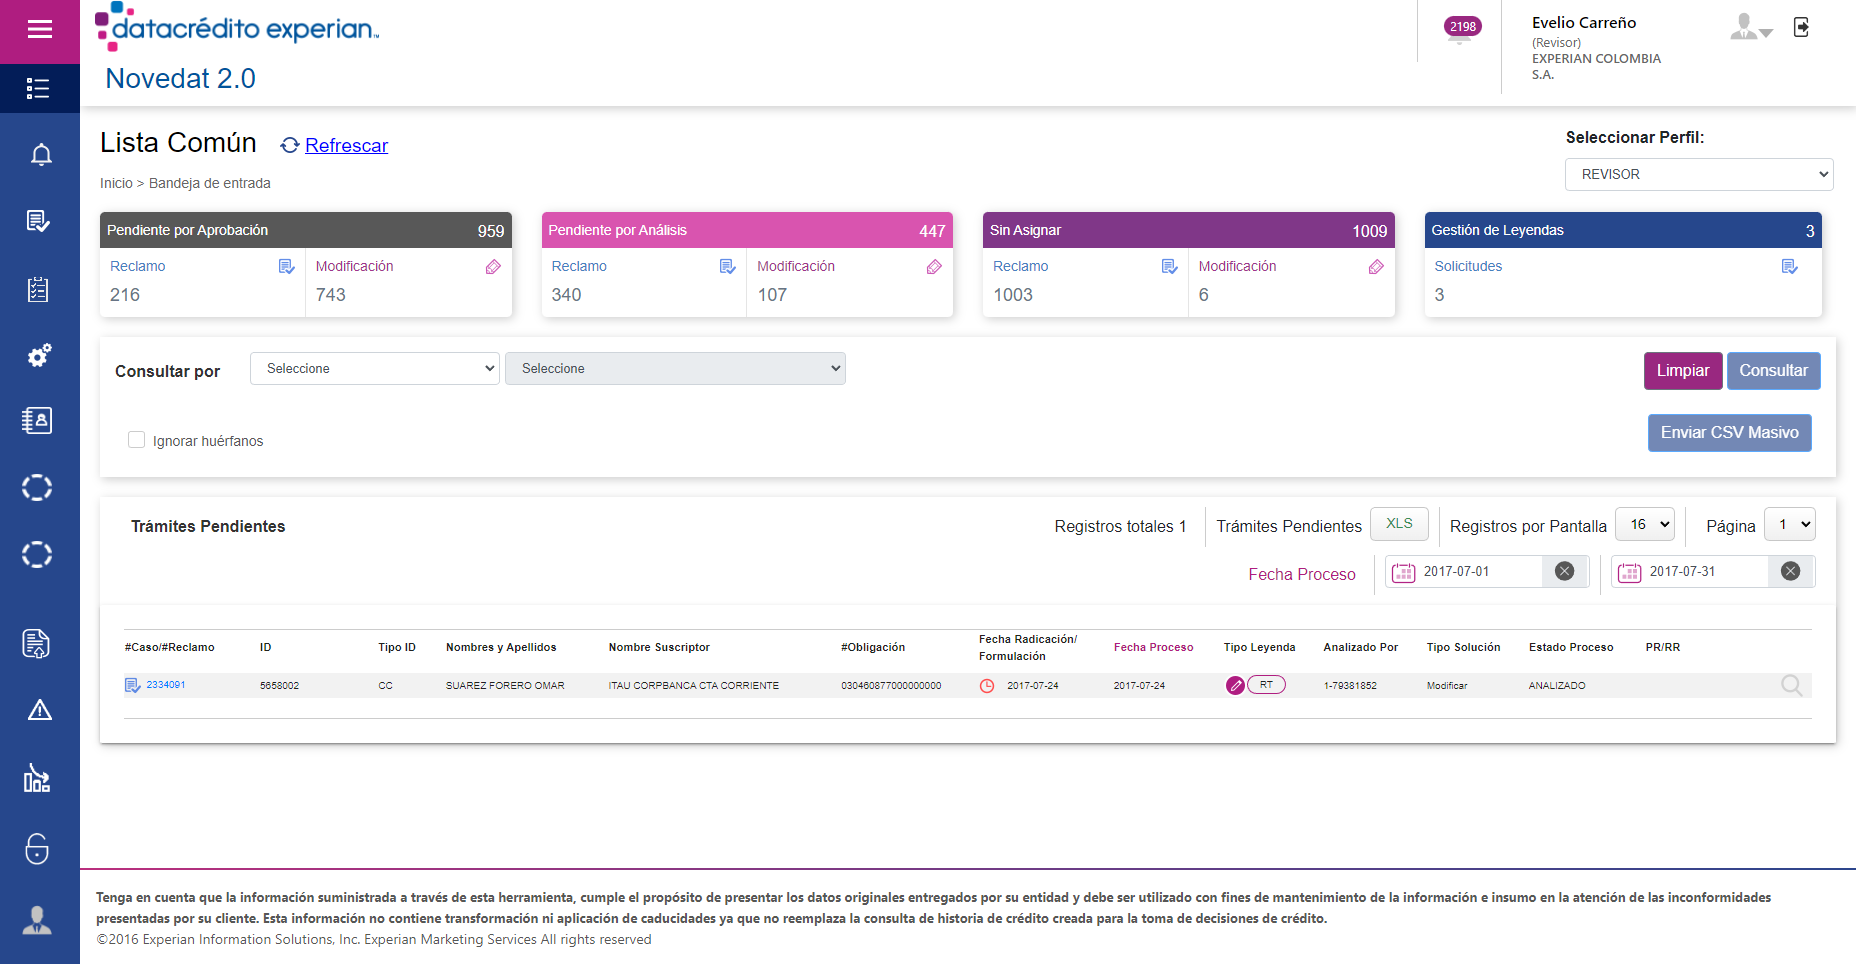 datacrédito experian™
Novedat 2.0
2198
Evelio Carreño
(Revisor)
EXPERIAN COLOMBIA
S.A.
Lista Común
Refrescar
Inicio > Bandeja de entrada
Seleccionar Perfil:
REVISOR
Pendiente por Aprobación 959
Reclamo
216
Modificación
743
Pendiente por Análisis 447
Reclamo
340
Modificación
107
Sin Asignar 1009
Reclamo
1003
Modificación
6
Gestión de Leyendas 3
Solicitudes
3
Consultar por
Seleccione
Seleccione
Limpiar
Consultar
Ignorar huérfanos
Enviar CSV Masivo
Trámites Pendientes
Registros totales 1
Trámites Pendientes
XLS
Registros por Pantalla
16
Página
1
Fecha Proceso
2017-07-01
2017-07-31
#Caso/#Reclamo ID Tipo ID Nombres y Apellidos Nombre Suscriptor #Obligación Fecha Radicación/
Formulación Fecha Proceso Tipo Leyenda Analizado Por Tipo Solución Estado Proceso PR/RR
2334091 5658002 CC SUAREZ FORERO OMAR ITAU CORPBANCA CTA CORRIENTE 030460877000000000 2017-07-24 2017-07-24 RT 1-79381852 Modificar ANALIZADO
Tenga en cuenta que la información suministrada a través de esta herramienta, cumple el propósito de presentar los datos originales entregados por su entidad y debe ser utilizado con fines de mantenimiento de la información e insumo en la atención de las inconformidades
presentadas por su cliente. Esta información no contiene transformación ni aplicación de caducidades ya que no reemplaza la consulta de historia de crédito creada para la toma de decisiones de crédito.
©2016 Experian Information Solutions, Inc. Experian Marketing Services All rights reserved